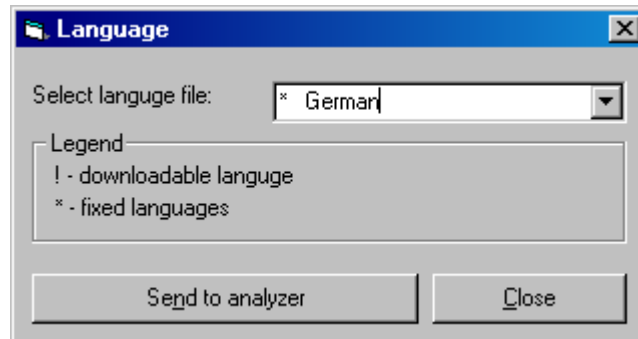 Language
Select languge file:
* German
Legend
! - downloadable languge
* - fixed languages
Send to analyzer
Close